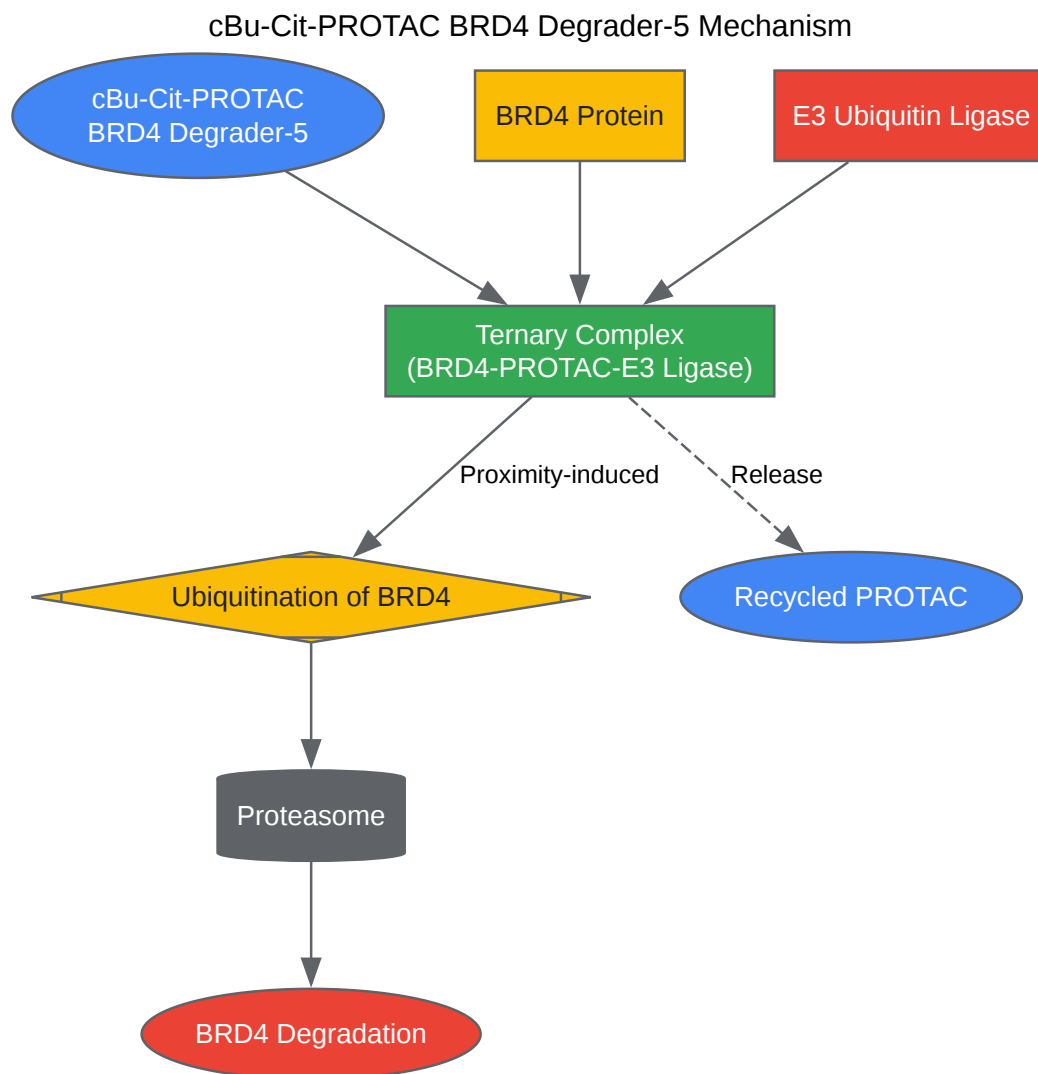 cBu-Cit-PROTAC BRD4 Degrader-5 Mechanism
cBu-Cit-PROTAC
BRD4 Degrader-5
BRD4 Protein
E3 Ubiquitin Ligase
Ternary Complex
(BRD4-PROTAC-E3 Ligase)
Proximity-induced
Release
Ubiquitination of BRD4
Recycled PROTAC
Proteasome
BRD4 Degradation